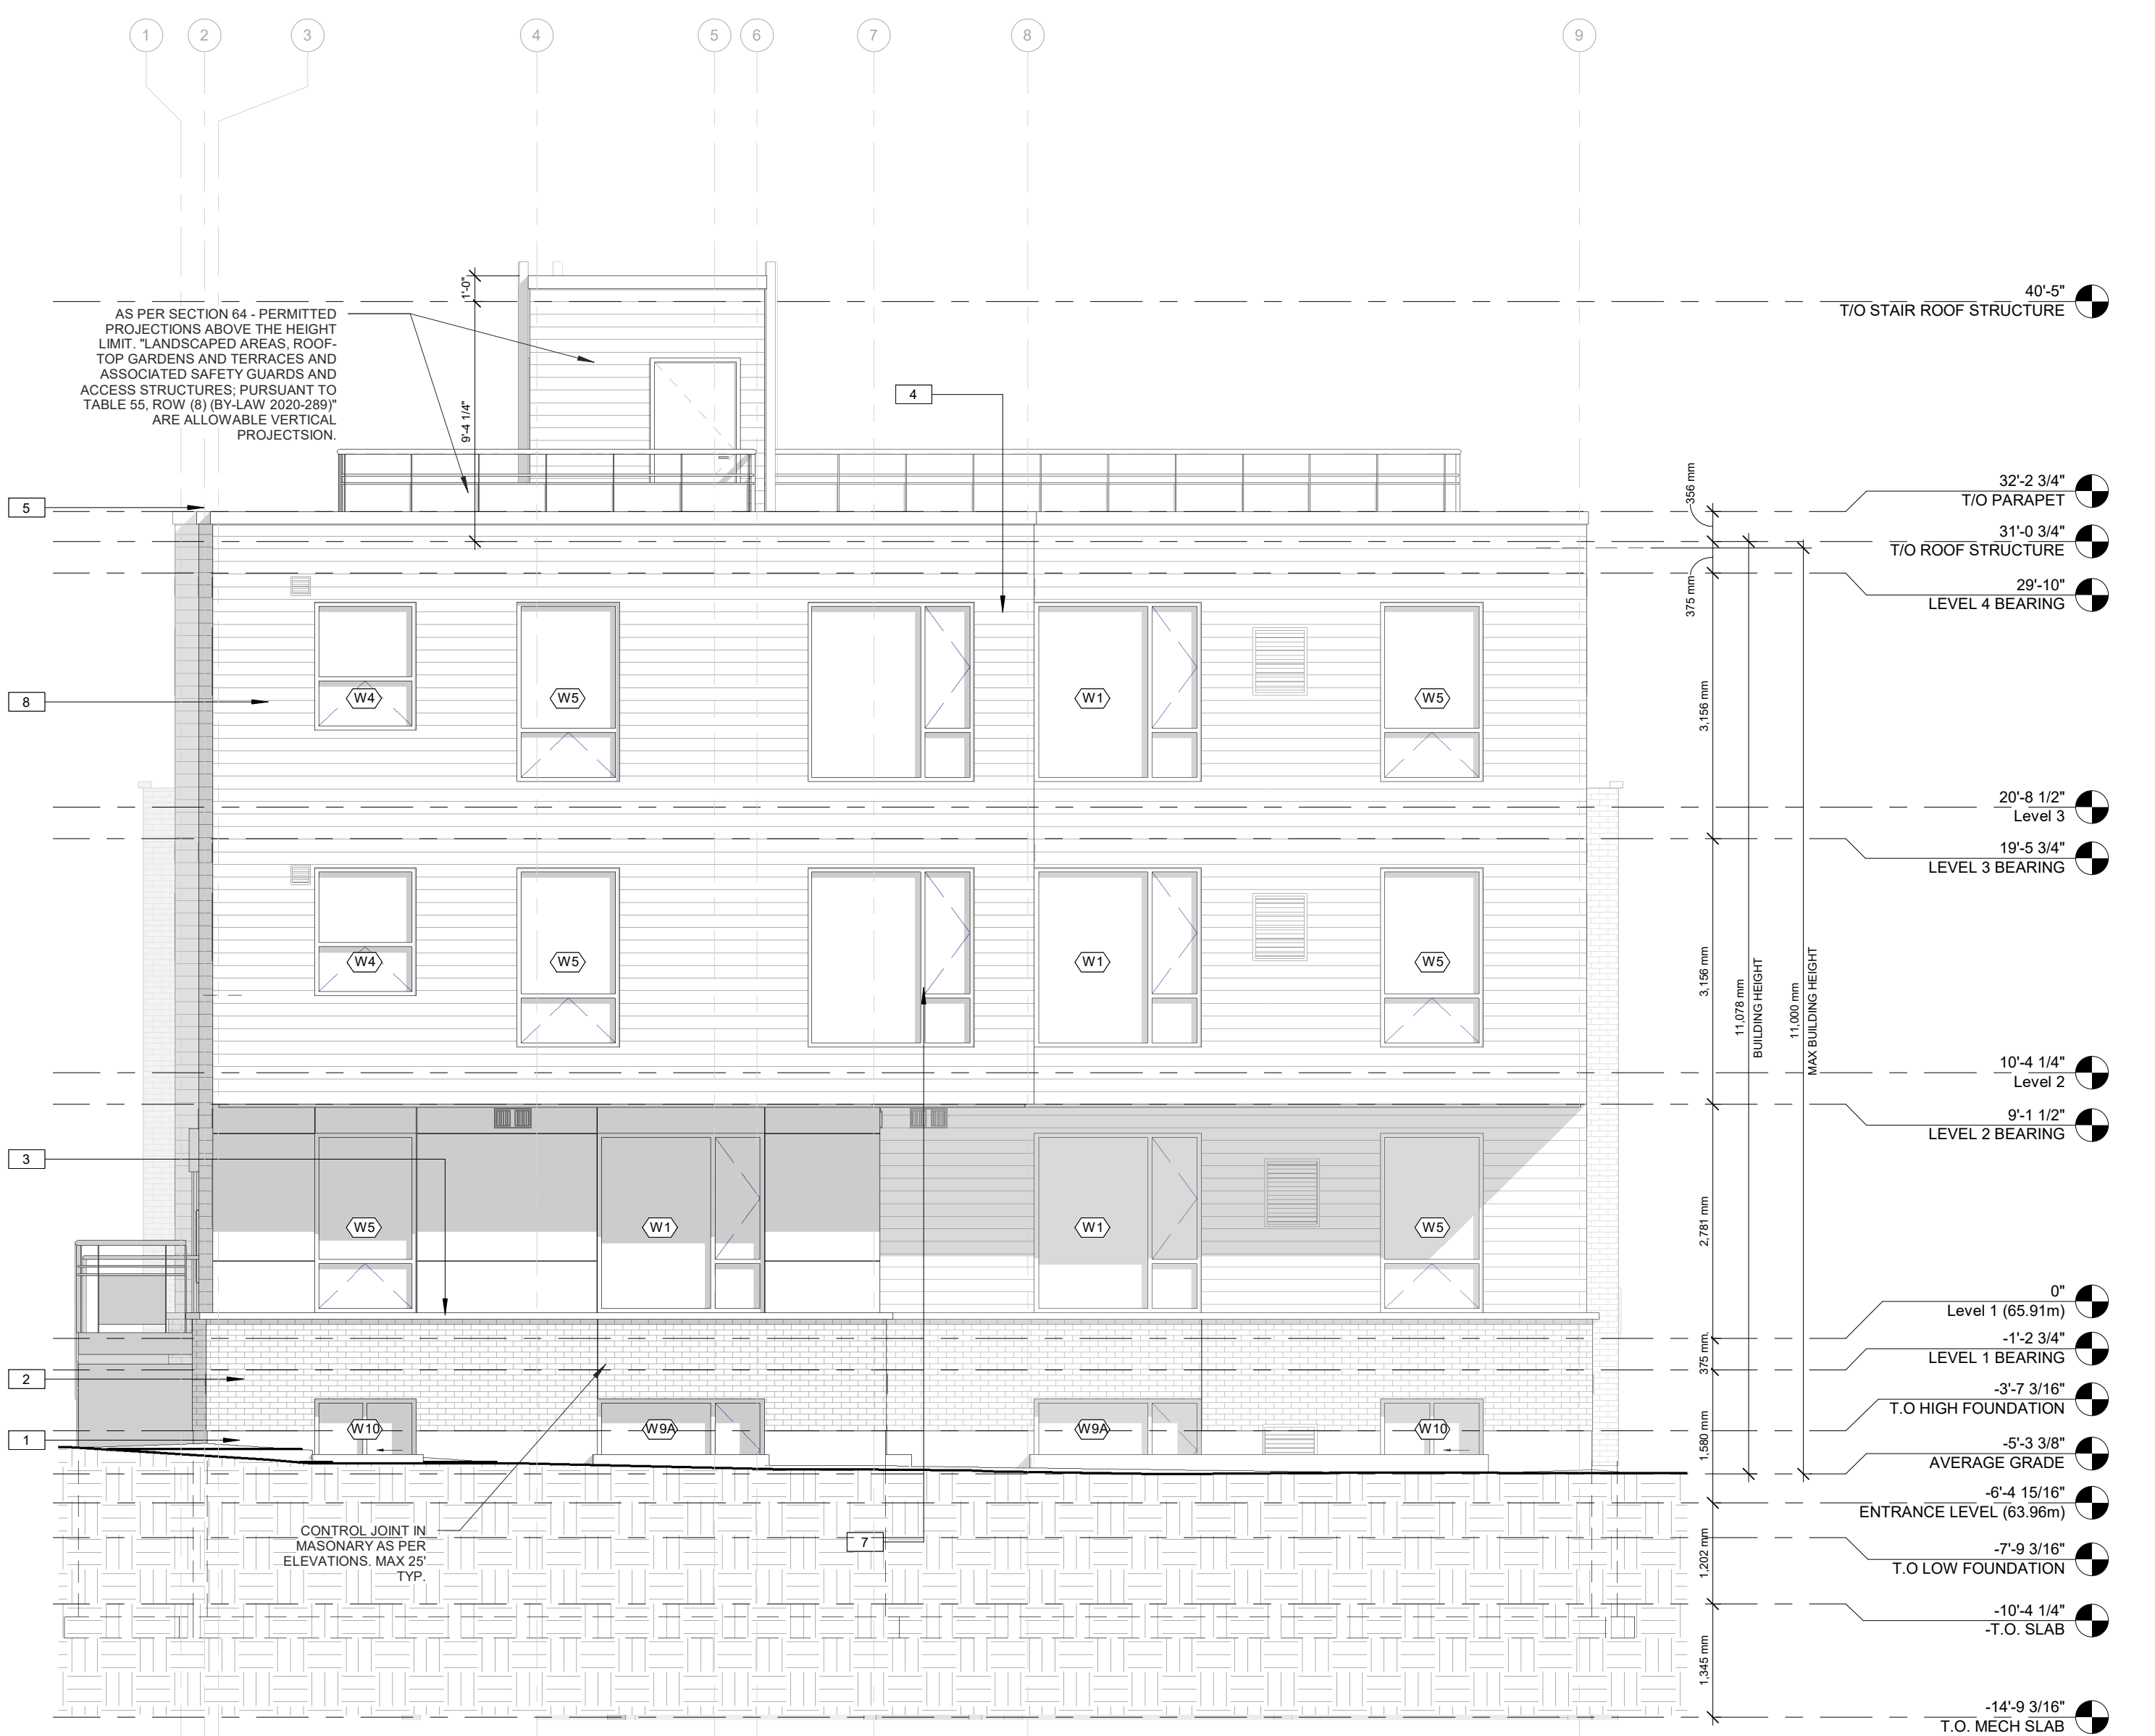 1
2
3
4
5
6
7
8
9
1'-0"
40'-5"
T/O STAIR ROOF STRUCTURE
AS PER SECTION 64 - PERMITTED
PROJECTIONS ABOVE THE HEIGHT
LIMIT. "LANDSCAPED AREAS, ROOF-
TOP GARDENS AND TERRACES AND
ASSOCIATED SAFETY GUARDS AND
ACCESS STRUCTURES; PURSUANT TO
TABLE 55, ROW (8) (BY-LAW 2020-289)"
ARE ALLOWABLE VERTICAL
PROJECTSION.
9'-4 1/4"
4
5
356 mm
32'-2 3/4"
T/O PARAPET
31'-0 3/4"
T/O ROOF STRUCTURE
375 mm
29'-10"
LEVEL 4 BEARING
8
W4
W5
W1
W5
3,156 mm
20'-8 1/2"
Level 3
19'-5 3/4"
LEVEL 3 BEARING
W4
W5
W1
W5
3,156 mm
11,078 mm
BUILDING HEIGHT
11,000 mm
MAX BUILDING HEIGHT
10'-4 1/4"
Level 2
9'-1 1/2"
LEVEL 2 BEARING
3
W5
W1
W1
W5
2,781 mm
0"
Level 1 (65.91m)
375 mm
-1'-2 3/4"
LEVEL 1 BEARING
2
-3'-7 3/16"
T.O HIGH FOUNDATION
1
W10
W9A
W9A
W10
1,580 mm
-5'-3 3/8"
AVERAGE GRADE
-6'-4 15/16"
ENTRANCE LEVEL (63.96m)
CONTROL JOINT IN
MASONARY AS PER
ELEVATIONS. MAX 25'
TYP.
7
1,202 mm
-7'-9 3/16"
T.O LOW FOUNDATION
-10'-4 1/4"
-T.O. SLAB
1,345 mm
-14'-9 3/16"
T.O. MECH SLAB